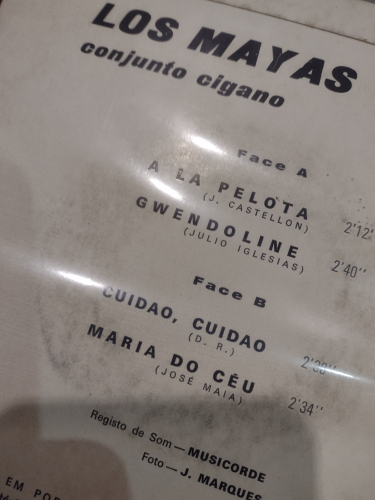 LOS MAYAS
conjunto cigano
Face A
A LA PELOTA 2'12''
(J. CASTELLON)
GWENDOLINE 2'40''
(JULIO IGLESIAS)
Face B
CUIDAO, CUIDAO
(D. R.)
MARIA DO CÉU 2'34''
(JOSÉ MAIA)
Registo de Som — MUSICORDE
Foto — J. MARQUES
EM